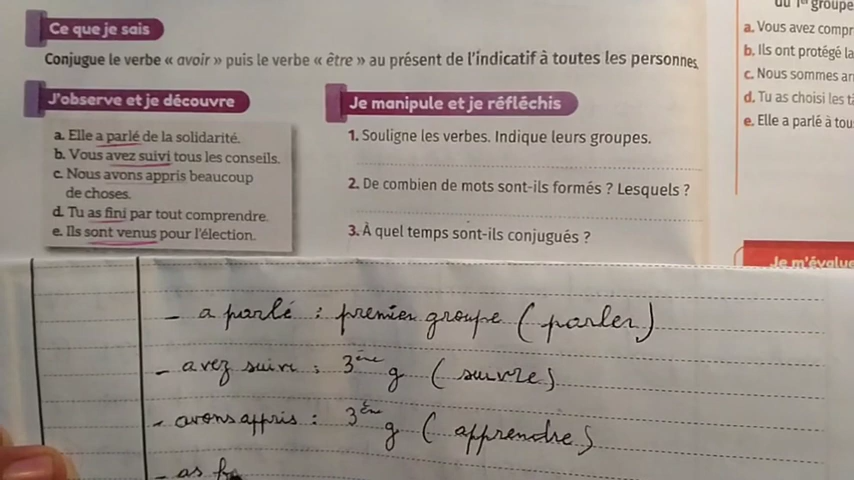 Ce que je sais
Conjugue le verbe « avoir » puis le verbe « être » au présent de l'indicatif à toutes les personnes.
J'observe et je découvre
a. Elle a parlé de la solidarité.
b. Vous avez suivi tous les conseils.
c. Nous avons appris beaucoup
de choses.
d. Tu as fini par tout comprendre.
e. Ils sont venus pour l'élection.
Je manipule et je réfléchis
1. Souligne les verbes. Indique leurs groupes.
2. De combien de mots sont-ils formés ? Lesquels ?
3. À quel temps sont-ils conjugués ?
du 1er groupe
a. Vous avez compr
b. Ils ont protégé la
c. Nous sommes arr
d. Tu as choisi les t
e. Elle a parlé à tou
Je m'évalue
- a parlé : premier groupe (parler)
- avez suivi : 3ème g (suivre)
- avons appris : 3ème g (apprendre)
- as